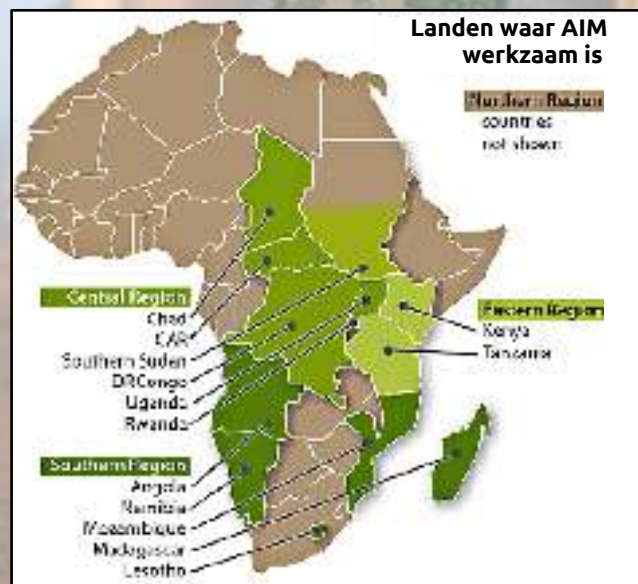 Landen waar AIM
werkzaam is
Northern Region
countries
not shown
Central Region
Chad
CAR
Southern Sudan
DRCongo
Uganda
Rwanda
Eastern Region
Kenya
Tanzania
Southern Region
Angola
Namibia
Mozambique
Madagascar
Lesotho